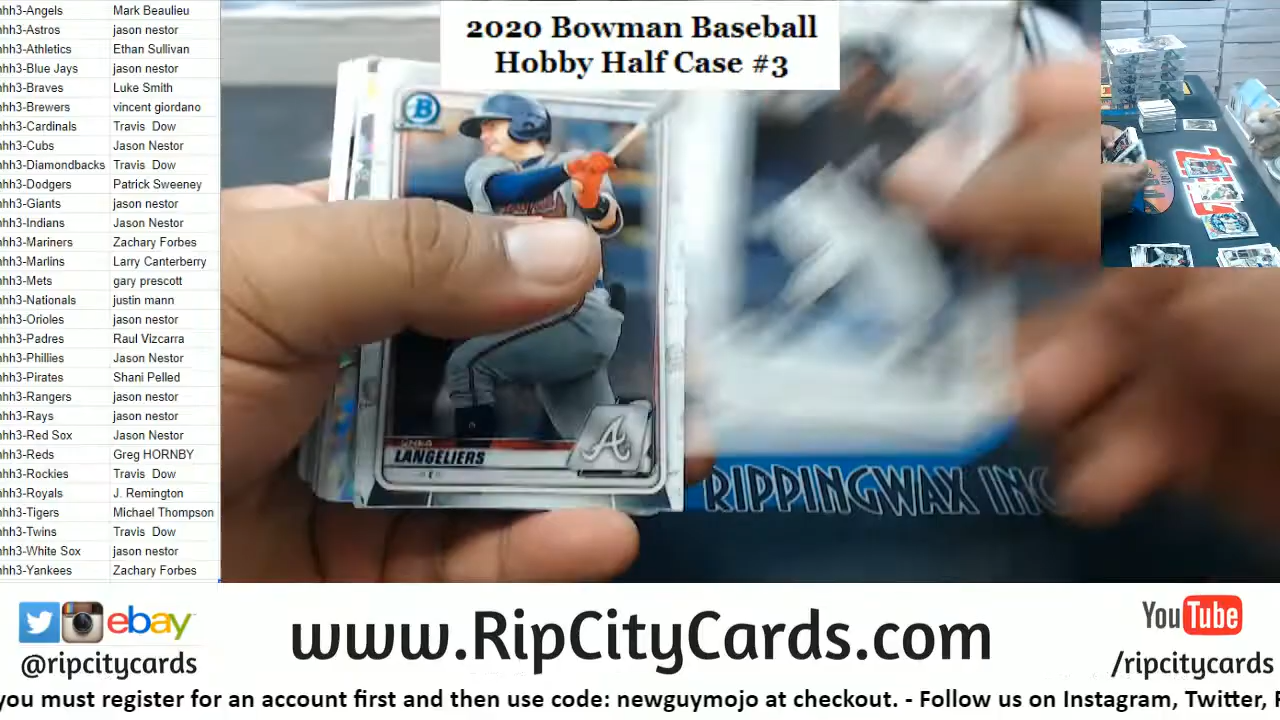 2020 Bowman Baseball
Hobby Half Case #3
hh3-Angels Mark Beaulieu
hh3-Astros jason nestor
hh3-Athletics Ethan Sullivan
hh3-Blue Jays jason nestor
hh3-Braves Luke Smith
hh3-Brewers vincent giordano
hh3-Cardinals Travis Dow
hh3-Cubs Jason Nestor
hh3-Diamondbacks Travis Dow
hh3-Dodgers Patrick Sweeney
hh3-Giants jason nestor
hh3-Indians Jason Nestor
hh3-Mariners Zachary Forbes
hh3-Marlins Larry Canterberry
hh3-Mets gary prescott
hh3-Nationals justin mann
hh3-Orioles jason nestor
hh3-Padres Raul Vizcarra
hh3-Phillies Jason Nestor
hh3-Pirates Shani Pelled
hh3-Rangers jason nestor
hh3-Rays jason nestor
hh3-Red Sox Jason Nestor
hh3-Reds Greg HORNBY
hh3-Rockies Travis Dow
hh3-Royals J. Remington
hh3-Tigers Michael Thompson
hh3-Twins Travis Dow
hh3-White Sox jason nestor
hh3-Yankees Zachary Forbes
B
SHEA
LANGELIERS
A
RIPPINGWAX INC
ebay
@ripcitycards
www.RipCityCards.com
YouTube
/ripcitycards
you must register for an account first and then use code: newguymojo at checkout. - Follow us on Instagram, Twitter,